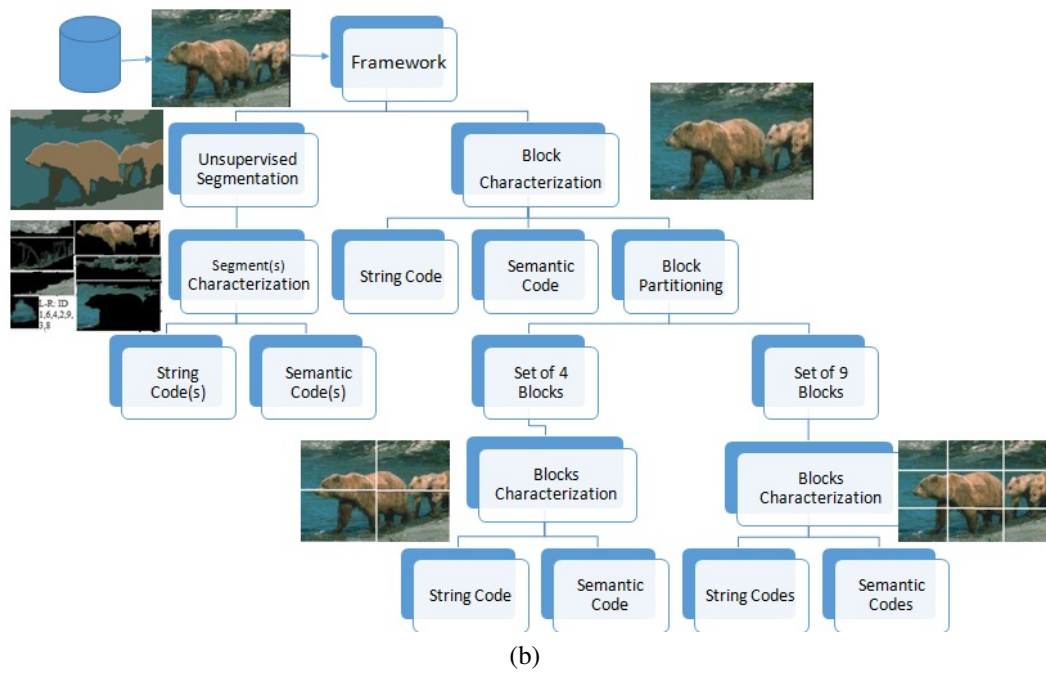 Framework
Unsupervised
Segmentation
Block
Characterization
Segment(s)
Characterization
String Code
Semantic
Code
Block
Partitioning
L-R: ID
1,6,4,2,9,
3,8
String
Code(s)
Semantic
Code(s)
Set of 4
Blocks
Set of 9
Blocks
Blocks
Characterization
Blocks
Characterization
String Code
Semantic
Code
String Codes
Semantic
Codes
(b)